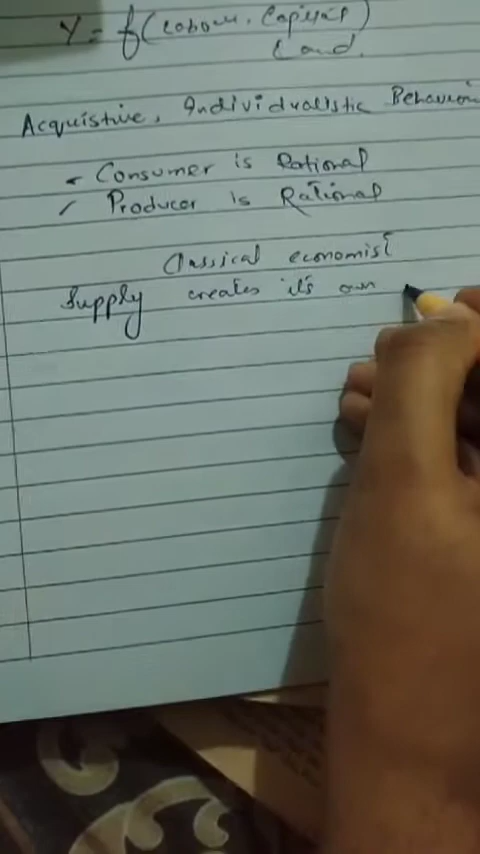 Y = f(Labour, Capital)
Land
Acquistive, Individualistic Behaviour
- Consumer is Rational
- Producer is Rational
Classical economist
Supply creates it's own